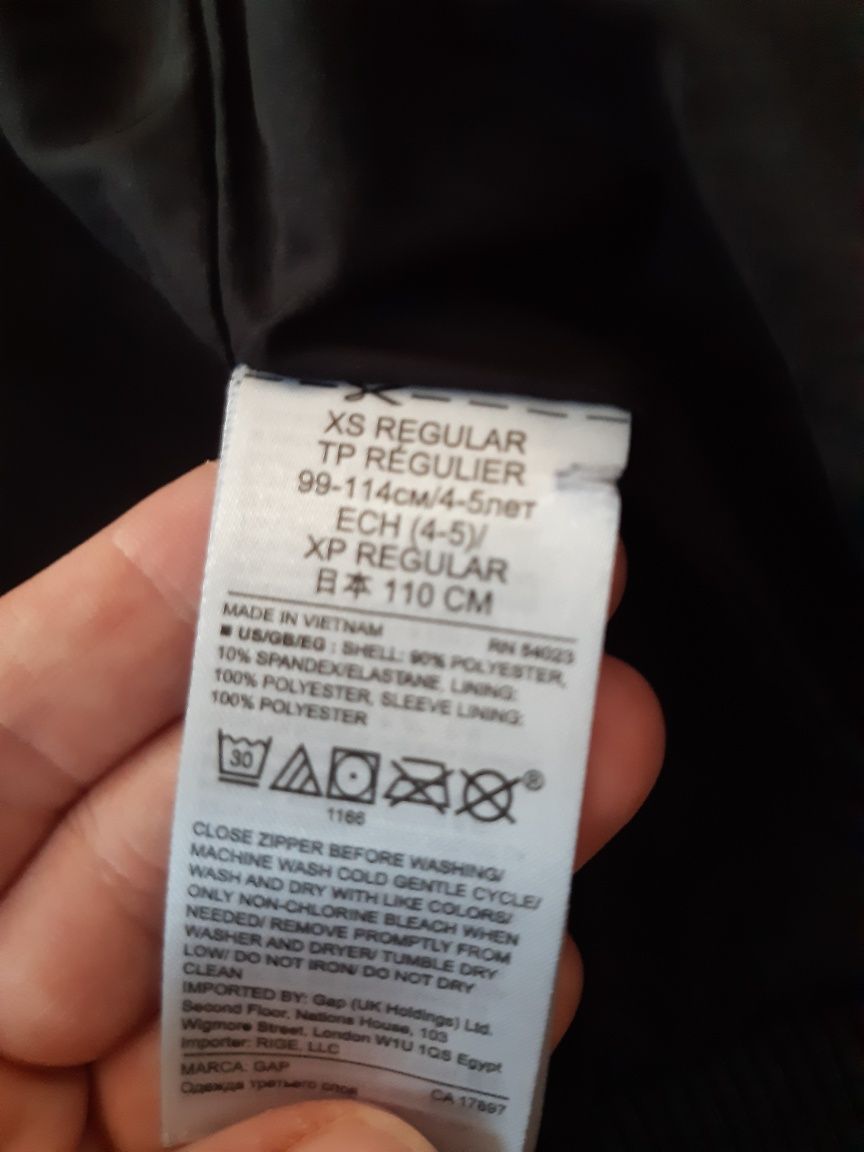 XS REGULAR
TP RÉGULIER
99-114см/4-5лет
ECH (4-5)/
XP REGULAR
日本 110 CM
MADE IN VIETNAM
RN 54023
■ US/GB/EG : SHELL: 90% POLYESTER,
10% SPANDEX/ELASTANE, LINING:
100% POLYESTER, SLEEVE LINING:
100% POLYESTER
30
®
1166
CLOSE ZIPPER BEFORE WASHING/
MACHINE WASH COLD GENTLE CYCLE/
WASH AND DRY WITH LIKE COLORS/
ONLY NON-CHLORINE BLEACH WHEN
NEEDED/ REMOVE PROMPTLY FROM
WASHER AND DRYER/ TUMBLE DRY
LOW/ DO NOT IRON/ DO NOT DRY
CLEAN
IMPORTED BY: Gap (UK Holdings) Ltd.
Second Floor, Nations House, 103
Wigmore Street. London W1U 1QS Egypt
Importer: RIGE, LLC
MARCA: GAP
Одежда третьего слоя
CA 17897